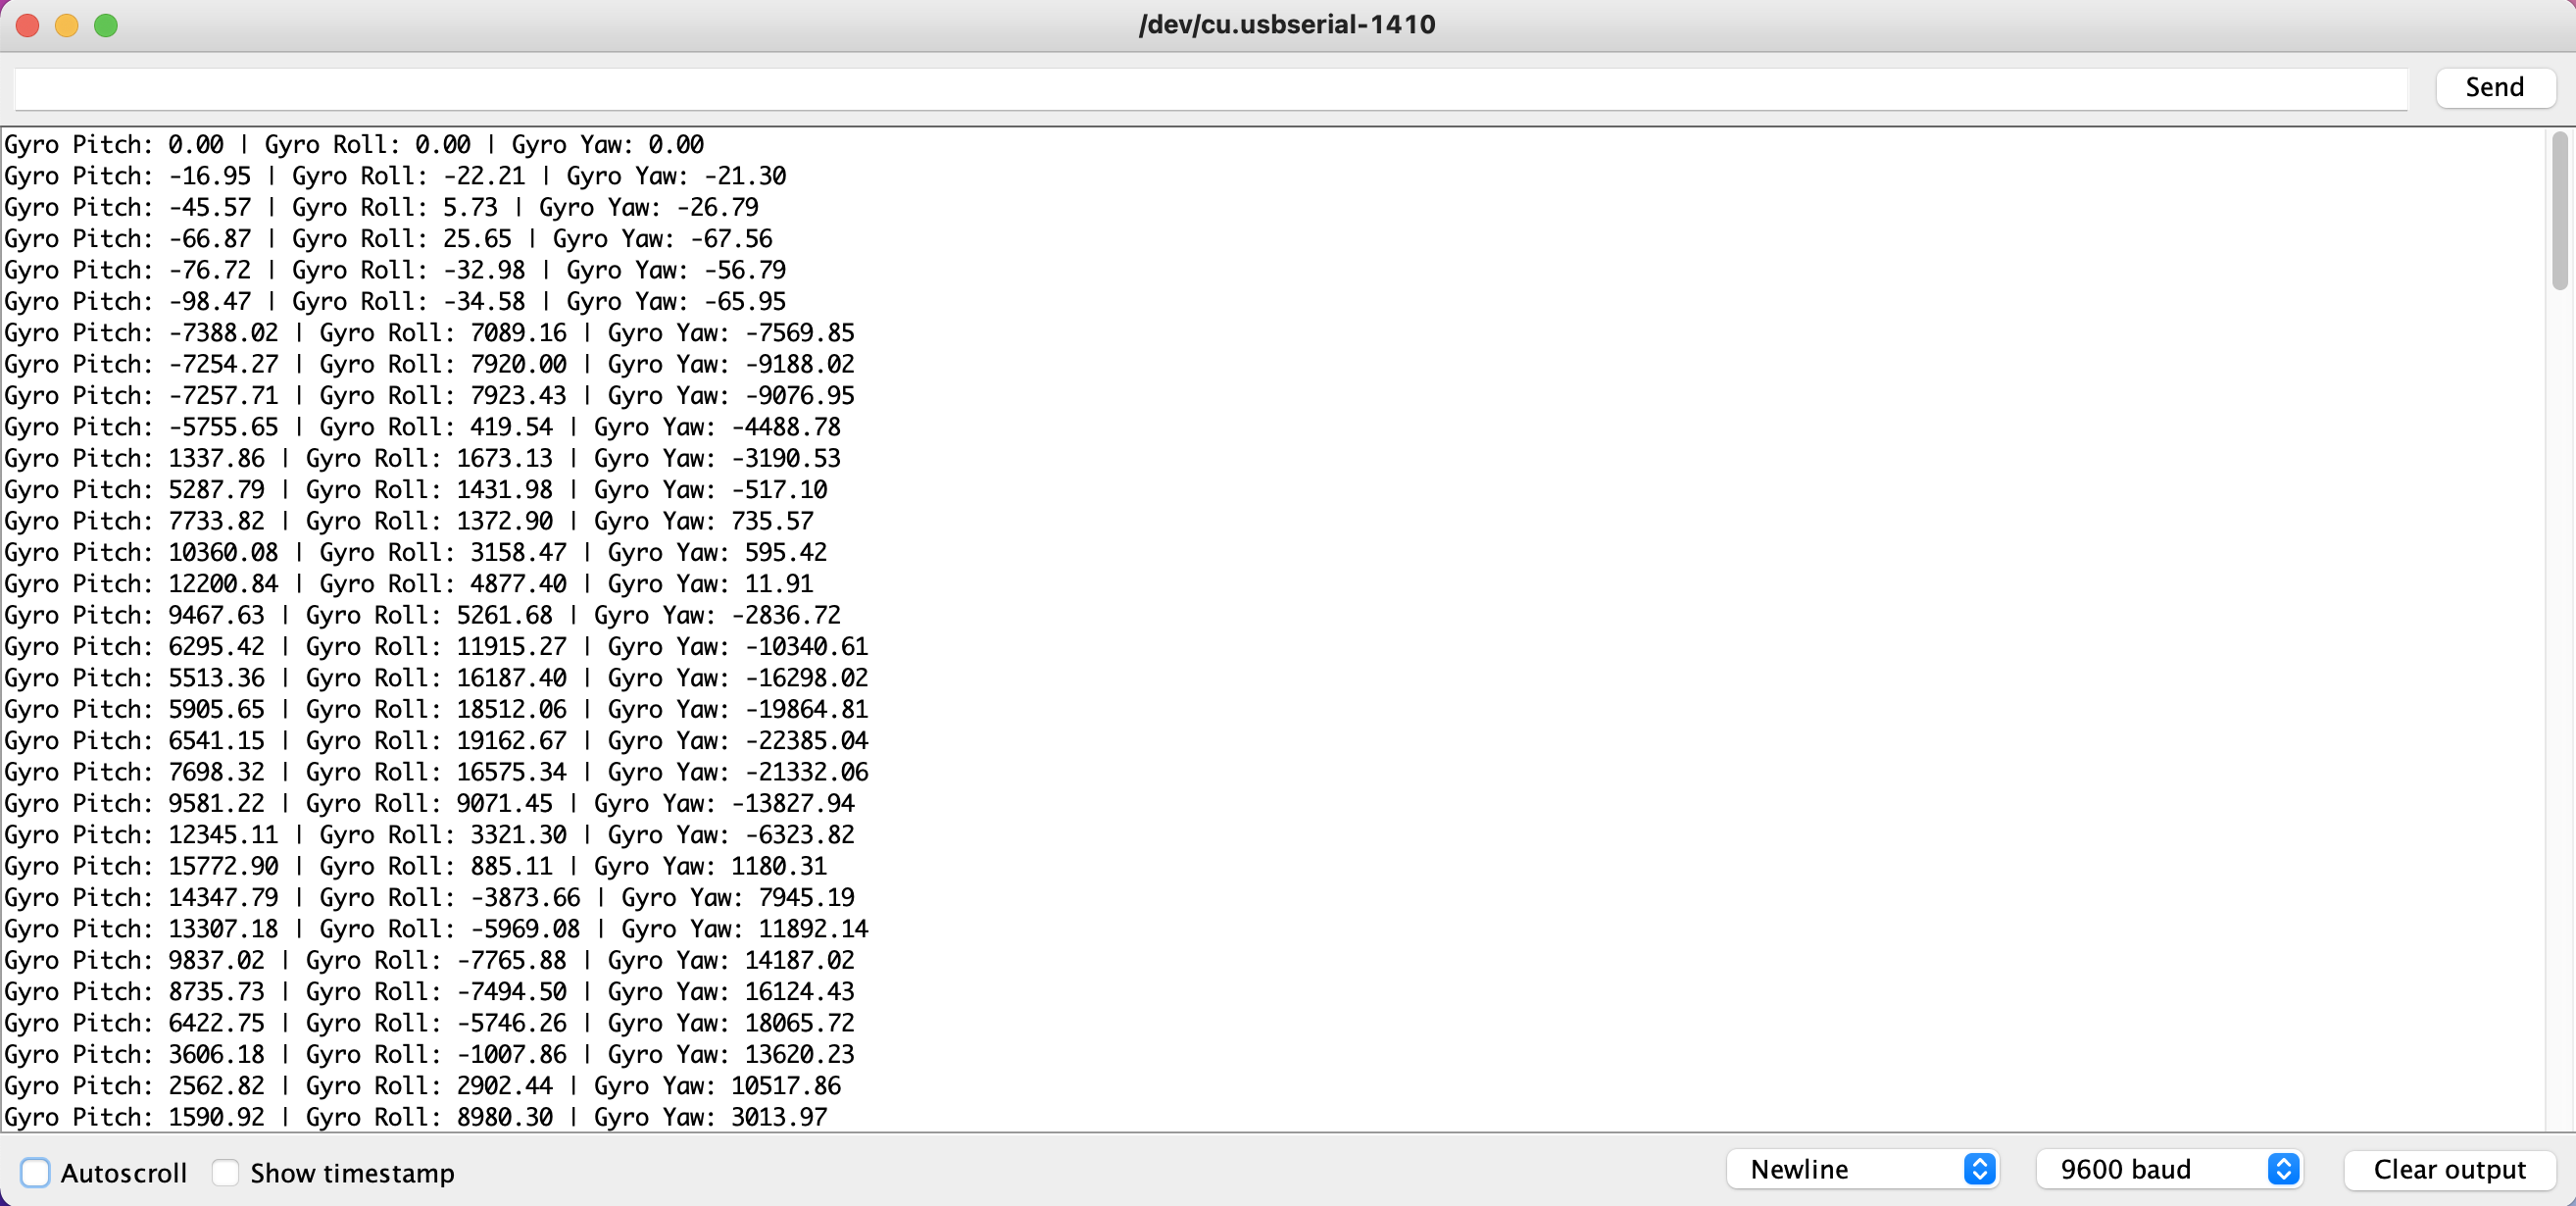 /dev/cu.usbserial-1410
Send
Gyro Pitch: 0.00 | Gyro Roll: 0.00 | Gyro Yaw: 0.00
Gyro Pitch: -16.95 | Gyro Roll: -22.21 | Gyro Yaw: -21.30
Gyro Pitch: -45.57 | Gyro Roll: 5.73 | Gyro Yaw: -26.79
Gyro Pitch: -66.87 | Gyro Roll: 25.65 | Gyro Yaw: -67.56
Gyro Pitch: -76.72 | Gyro Roll: -32.98 | Gyro Yaw: -56.79
Gyro Pitch: -98.47 | Gyro Roll: -34.58 | Gyro Yaw: -65.95
Gyro Pitch: -7388.02 | Gyro Roll: 7089.16 | Gyro Yaw: -7569.85
Gyro Pitch: -7254.27 | Gyro Roll: 7920.00 | Gyro Yaw: -9188.02
Gyro Pitch: -7257.71 | Gyro Roll: 7923.43 | Gyro Yaw: -9076.95
Gyro Pitch: -5755.65 | Gyro Roll: 419.54 | Gyro Yaw: -4488.78
Gyro Pitch: 1337.86 | Gyro Roll: 1673.13 | Gyro Yaw: -3190.53
Gyro Pitch: 5287.79 | Gyro Roll: 1431.98 | Gyro Yaw: -517.10
Gyro Pitch: 7733.82 | Gyro Roll: 1372.90 | Gyro Yaw: 735.57
Gyro Pitch: 10360.08 | Gyro Roll: 3158.47 | Gyro Yaw: 595.42
Gyro Pitch: 12200.84 | Gyro Roll: 4877.40 | Gyro Yaw: 11.91
Gyro Pitch: 9467.63 | Gyro Roll: 5261.68 | Gyro Yaw: -2836.72
Gyro Pitch: 6295.42 | Gyro Roll: 11915.27 | Gyro Yaw: -10340.61
Gyro Pitch: 5513.36 | Gyro Roll: 16187.40 | Gyro Yaw: -16298.02
Gyro Pitch: 5905.65 | Gyro Roll: 18512.06 | Gyro Yaw: -19864.81
Gyro Pitch: 6541.15 | Gyro Roll: 19162.67 | Gyro Yaw: -22385.04
Gyro Pitch: 7698.32 | Gyro Roll: 16575.34 | Gyro Yaw: -21332.06
Gyro Pitch: 9581.22 | Gyro Roll: 9071.45 | Gyro Yaw: -13827.94
Gyro Pitch: 12345.11 | Gyro Roll: 3321.30 | Gyro Yaw: -6323.82
Gyro Pitch: 15772.90 | Gyro Roll: 885.11 | Gyro Yaw: 1180.31
Gyro Pitch: 14347.79 | Gyro Roll: -3873.66 | Gyro Yaw: 7945.19
Gyro Pitch: 13307.18 | Gyro Roll: -5969.08 | Gyro Yaw: 11892.14
Gyro Pitch: 9837.02 | Gyro Roll: -7765.88 | Gyro Yaw: 14187.02
Gyro Pitch: 8735.73 | Gyro Roll: -7494.50 | Gyro Yaw: 16124.43
Gyro Pitch: 6422.75 | Gyro Roll: -5746.26 | Gyro Yaw: 18065.72
Gyro Pitch: 3606.18 | Gyro Roll: -1007.86 | Gyro Yaw: 13620.23
Gyro Pitch: 2562.82 | Gyro Roll: 2902.44 | Gyro Yaw: 10517.86
Gyro Pitch: 1590.92 | Gyro Roll: 8980.30 | Gyro Yaw: 3013.97
Autoscroll Show timestamp Newline 9600 baud Clear output